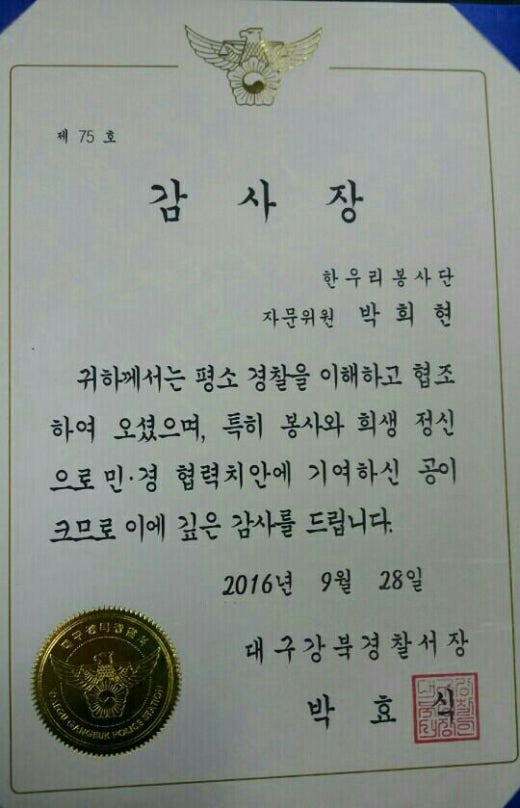 제 75 호
감 사 장
한우리봉사단
자문위원 박 희 현
귀하께서는 평소 경찰을 이해하고 협조
하여 오셨으며, 특히 봉사와 희생 정신
으로 민·경 협력치안에 기여하신 공이
크므로 이에 깊은 감사를 드립니다.
2016년 9월 28일
대구강북경찰서장
박 효 식
DAEGU GANGBUK POLICE STATION